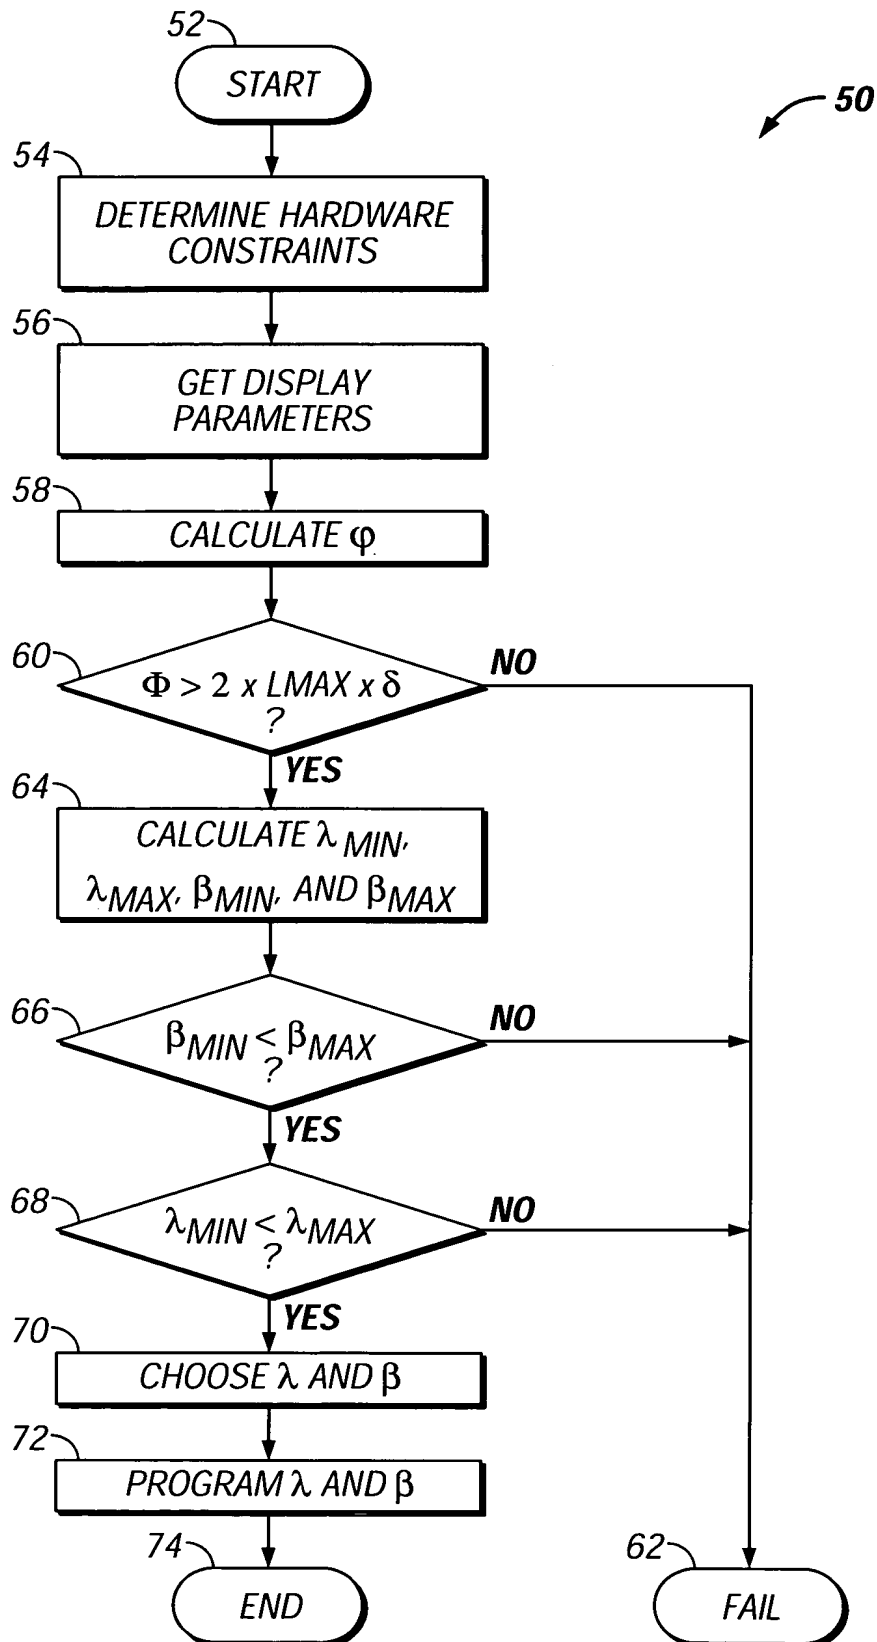 52
START
50
54
DETERMINE HARDWARE
CONSTRAINTS
56
GET DISPLAY
PARAMETERS
58
CALCULATE φ
60
Φ > 2 x LMAX x δ
?
NO
YES
64
CALCULATE λMIN,
λMAX, βMIN, AND βMAX
66
βMIN < βMAX
?
NO
YES
68
λMIN < λMAX
?
NO
YES
70
CHOOSE λ AND β
72
PROGRAM λ AND β
74
END
62
FAIL